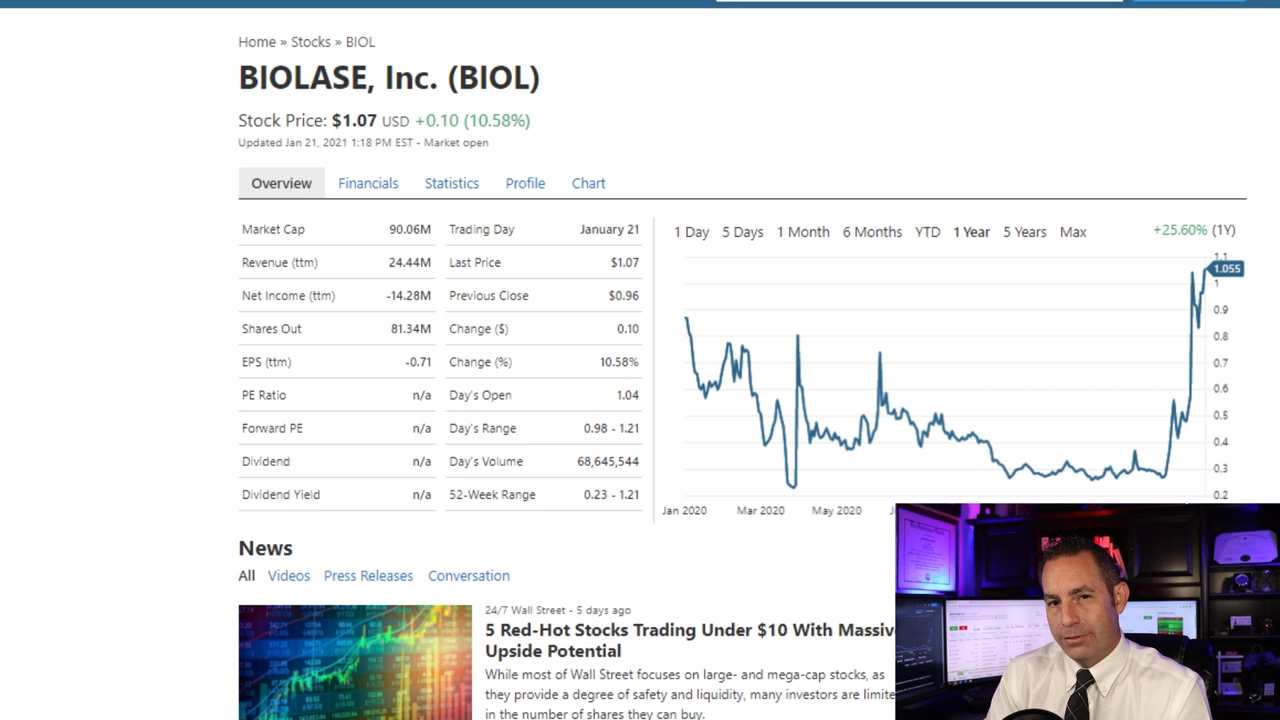 Home » Stocks » BIOL
BIOLASE, Inc. (BIOL)
Stock Price: $1.07 USD +0.10 (10.58%)
Updated Jan 21, 2021 1:18 PM EST - Market open
Overview Financials Statistics Profile Chart
Market Cap 90.06M Trading Day January 21
Revenue (ttm) 24.44M Last Price $1.07
Net Income (ttm) -14.28M Previous Close $0.96
Shares Out 81.34M Change ($) 0.10
EPS (ttm) -0.71 Change (%) 10.58%
PE Ratio n/a Day's Open 1.04
Forward PE n/a Day's Range 0.98 - 1.21
Dividend n/a Day's Volume 68,645,544
Dividend Yield n/a 52-Week Range 0.23 - 1.21
1 Day 5 Days 1 Month 6 Months YTD 1 Year 5 Years Max +25.60% (1Y)
1.1
1.055
1
0.9
0.8
0.7
0.6
0.5
0.4
0.3
0.2
Jan 2020 Mar 2020 May 2020
News
All Videos Press Releases Conversation
24/7 Wall Street - 5 days ago
5 Red-Hot Stocks Trading Under $10 With Massiv
Upside Potential
While most of Wall Street focuses on large- and mega-cap stocks, as
they provide a degree of safety and liquidity, many investors are limite
in the number of shares they can buy.